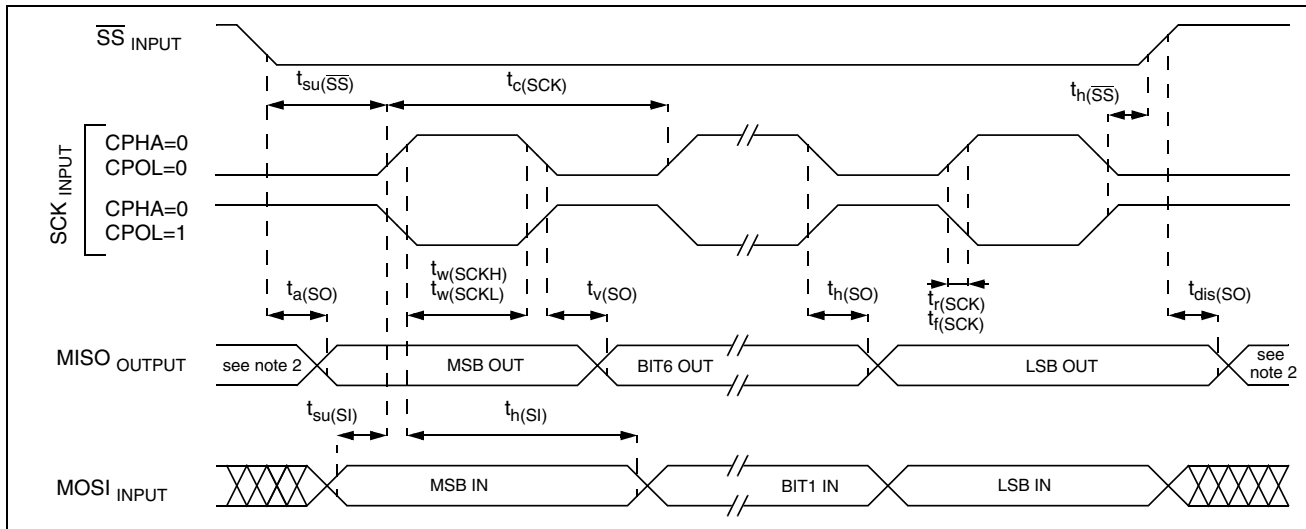 SS INPUT
tsu(SS)
tc(SCK)
th(SS)
SCK INPUT
CPHA=0
CPOL=0
CPHA=0
CPOL=1
ta(SO)
tw(SCKH)
tw(SCKL)
tv(SO)
th(SO)
tr(SCK)
tf(SCK)
tdis(SO)
MISO OUTPUT
see note 2
MSB OUT
BIT6 OUT
LSB OUT
see
note 2
tsu(SI)
th(SI)
MOSI INPUT
MSB IN
BIT1 IN
LSB IN